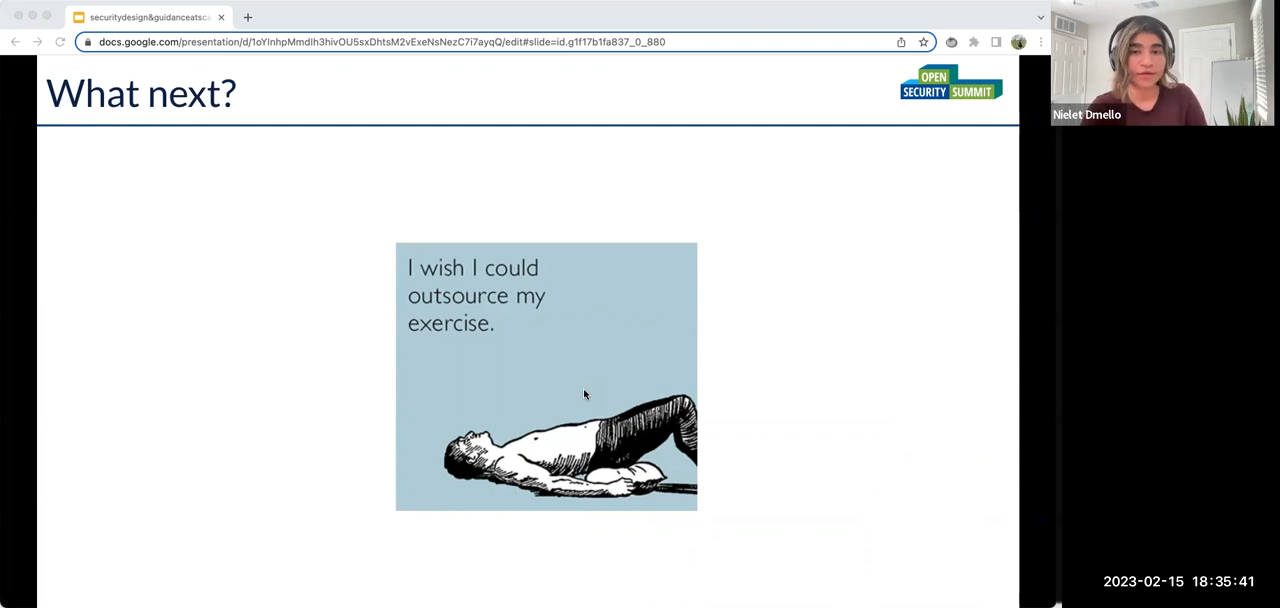 securitydesign&guidanceatsca
docs.google.com/presentation/d/1oYInhpMmdIh3hivOU5sxDhtsM2vExeNsNezC7i7ayqQ/edit#slide=id.g1f17b1fa837_0_880
What next?
OPEN
SECURITY SUMMIT
Nielet Dmello
I wish I could
outsource my
exercise.
2023-02-15 18:35:41